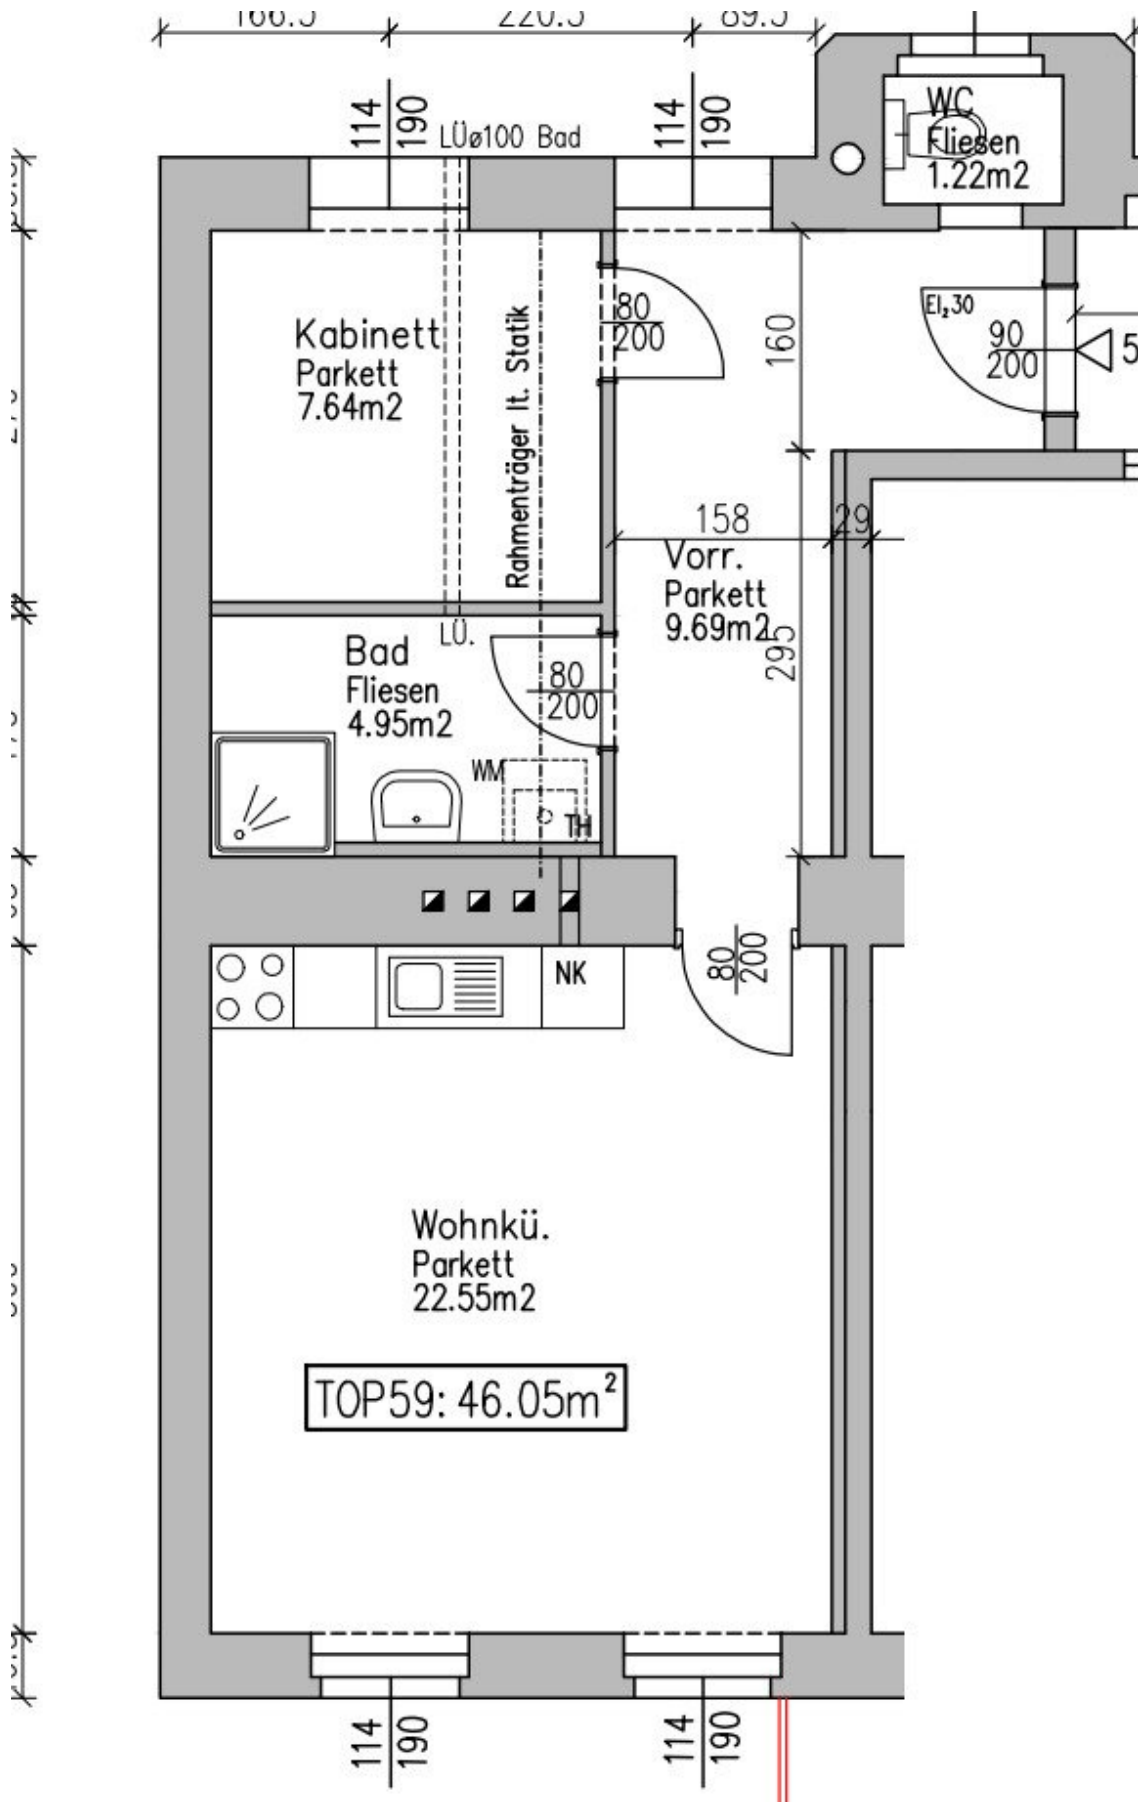 166.5
220.5
89.5
114
190
LÜø100 Bad
114
190
WC
Fliesen
1.22m2
Kabinett
Parkett
7.64m2
Rahmenträger lt. Statik
80
200
160
EI₂30
90
200
5
158
29
Vorr.
Parkett
9.69m2
295
LÜ.
Bad
Fliesen
4.95m2
80
200
WM
TH
NK
80
200
Wohnkü.
Parkett
22.55m2
TOP59: 46.05m²
114
190
114
190